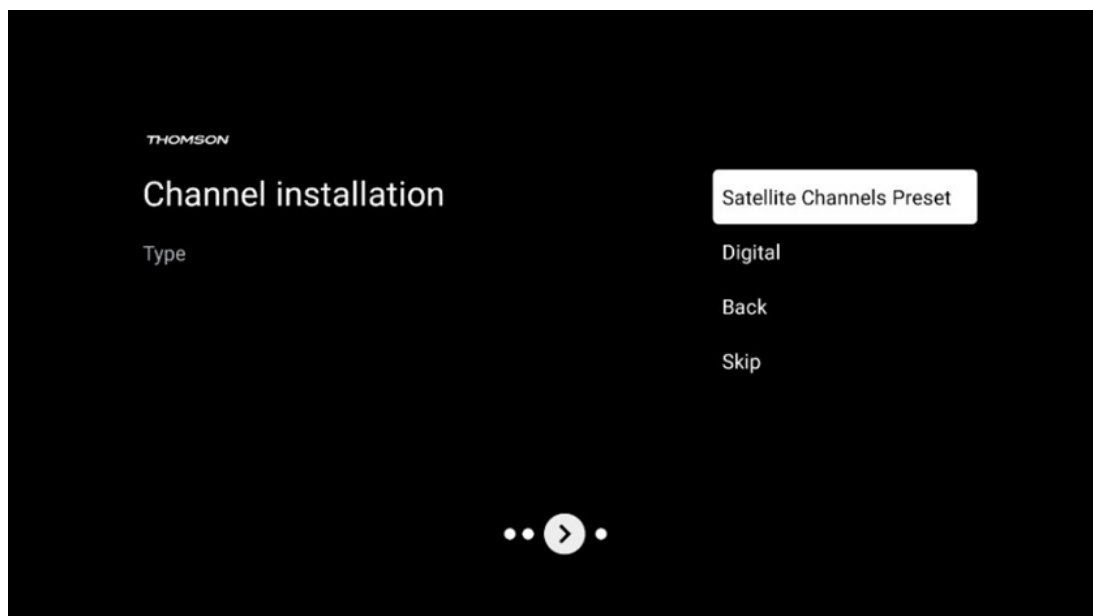 THOMSON
Channel installation
Type
Satellite Channels Preset
Digital
Back
Skip